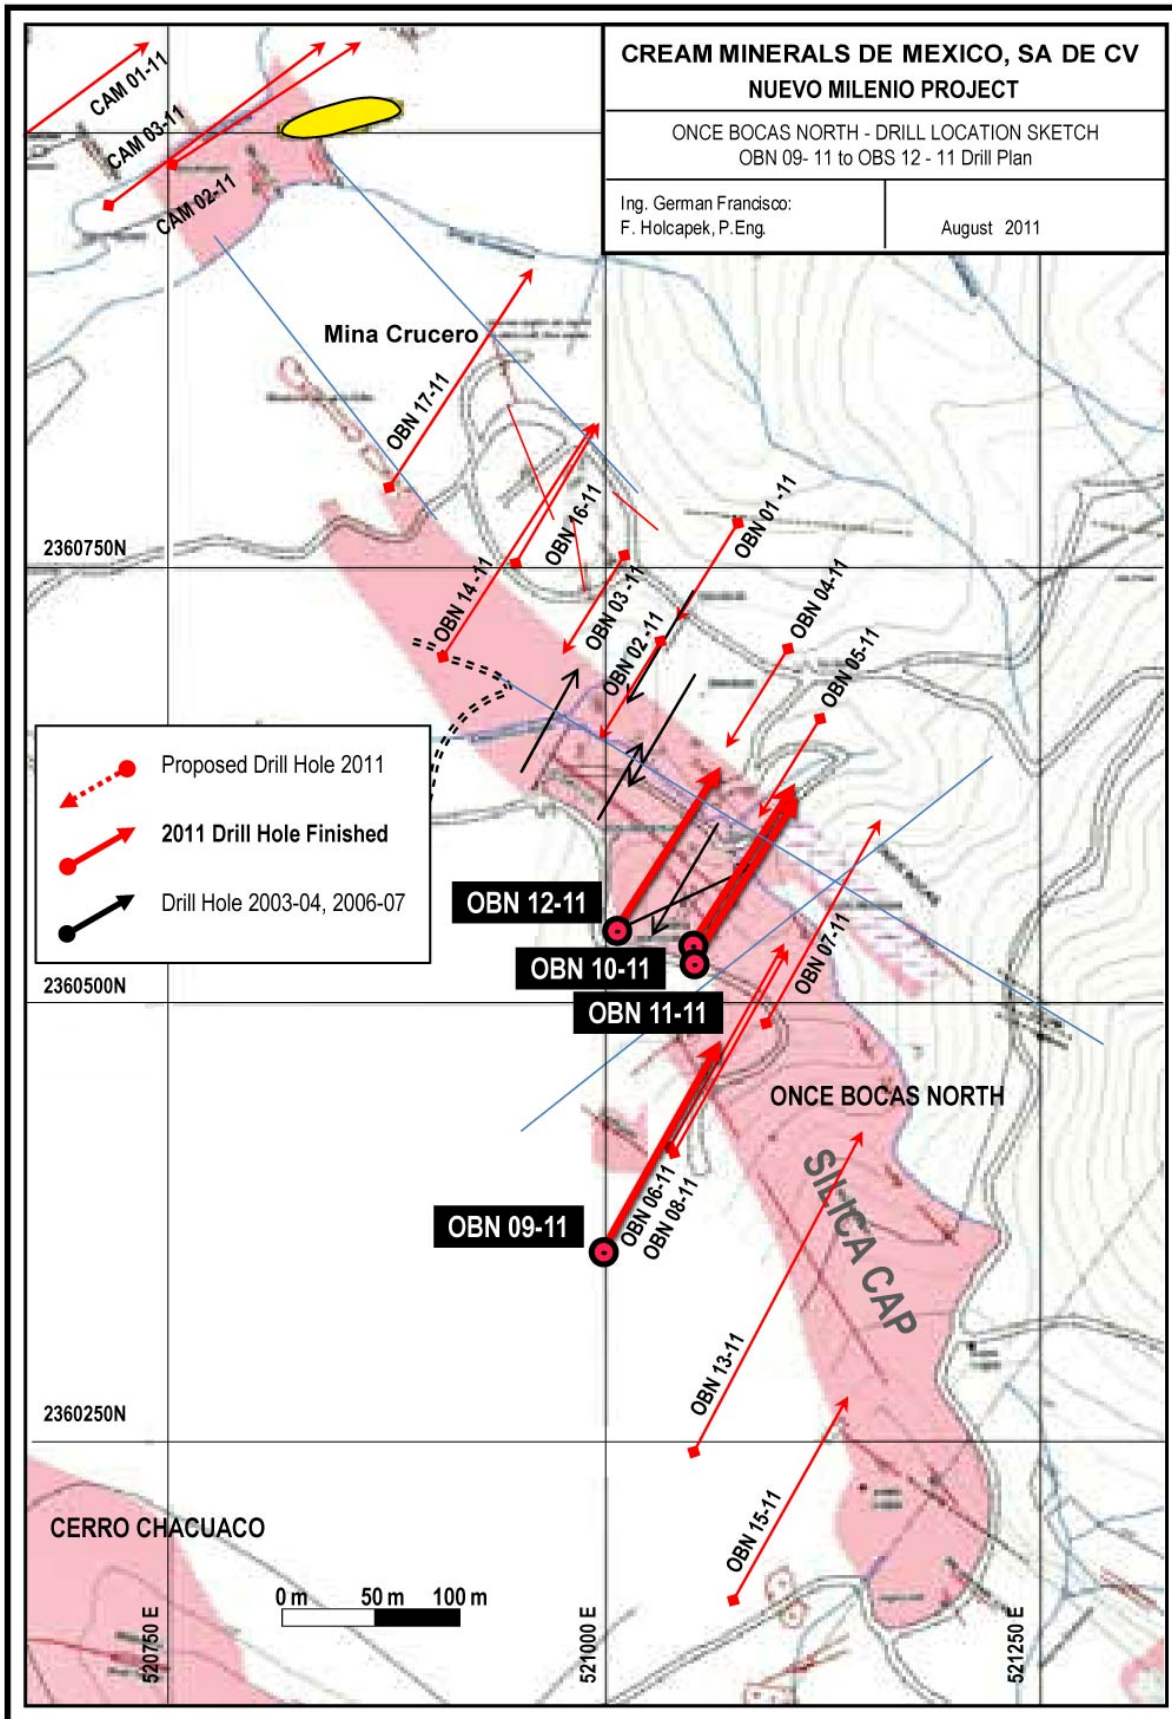 CREAM MINERALS DE MEXICO, SA DE CV
NUEVO MILENIO PROJECT
ONCE BOCAS NORTH - DRILL LOCATION SKETCH
OBN 09- 11 to OBS 12 - 11 Drill Plan
Ing. German Francisco:
F. Holcapek, P.Eng.
August 2011
CAM 01-11
CAM 03-11
CAM 02-11
Mina Crucero
OBN 17-11
OBN 16-11
OBN 01 -11
2360750N
OBN 14 -11
OBN 03 -11
OBN 04-11
OBN 02 -11
OBN 05-11
Proposed Drill Hole 2011
2011 Drill Hole Finished
Drill Hole 2003-04, 2006-07
OBN 12-11
OBN 10-11
OBN 11-11
OBN 07-11
2360500N
ONCE BOCAS NORTH
SILICA CAP
OBN 06-11
OBN 08-11
OBN 09-11
OBN 13-11
2360250N
OBN 15-11
CERRO CHACUACO
0 m 50 m 100 m
520750 E
521000 E
521250 E